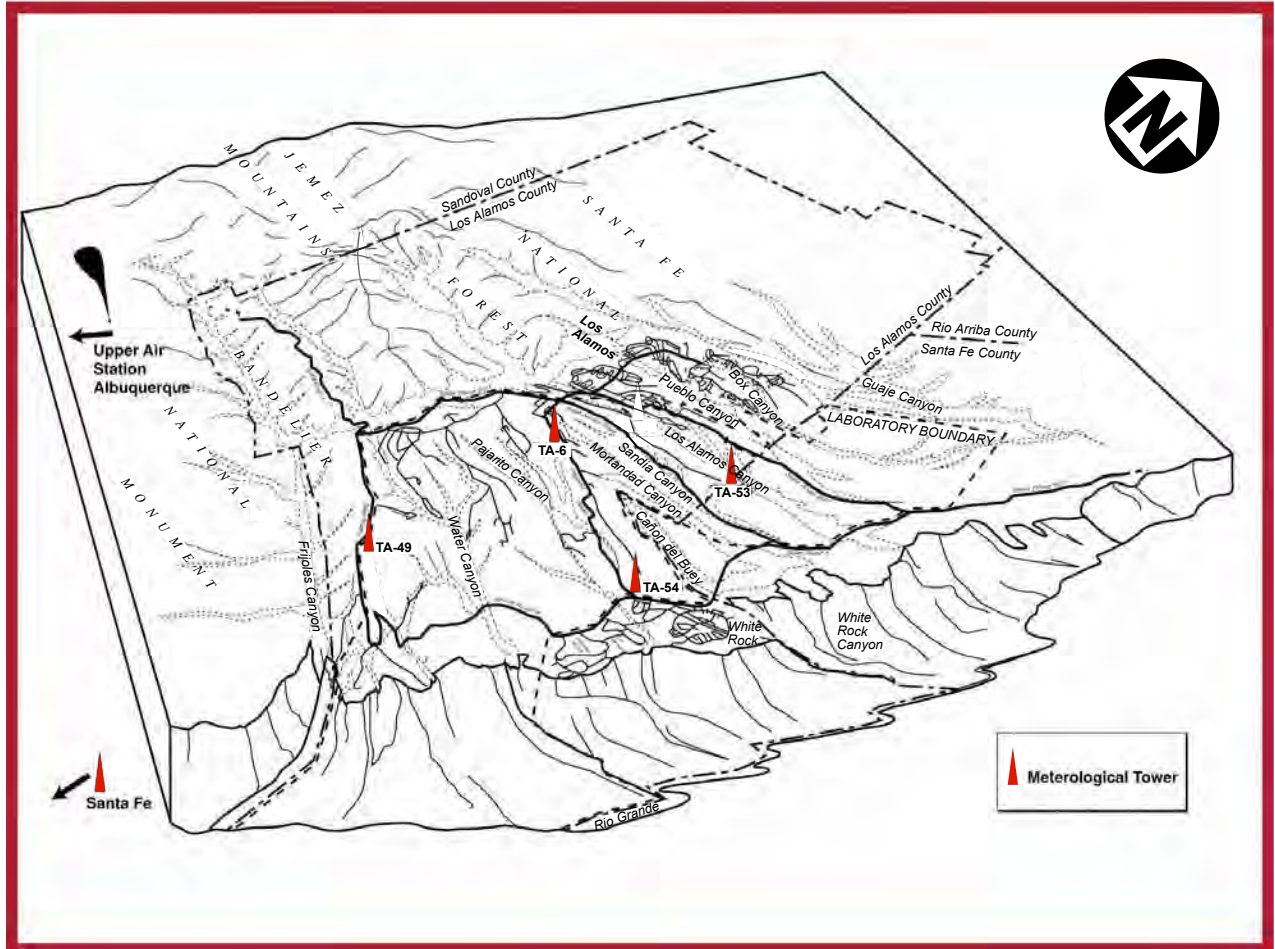 N
JEMEZ
MOUNTAINS
Sandoval County
Los Alamos County
SANTA FE
NATIONAL
FOREST
Los
Alamos
Los Alamos County
Rio Arriba County
Santa Fe County
Upper Air
Station
Albuquerque
BANDELIER
NATIONAL
MONUMENT
Box Canyon
Pueblo Canyon
Guaje Canyon
LABORATORY BOUNDARY
Los Alamos Canyon
Sandia Canyon
Mortandad Canyon
Pajarito Canyon
TA-6
TA-53
Cañon del Buey
Water Canyon
TA-49
Frijoles Canyon
TA-54
White
Rock
White
Rock
Canyon
Santa Fe
Rio Grande
Meterological Tower